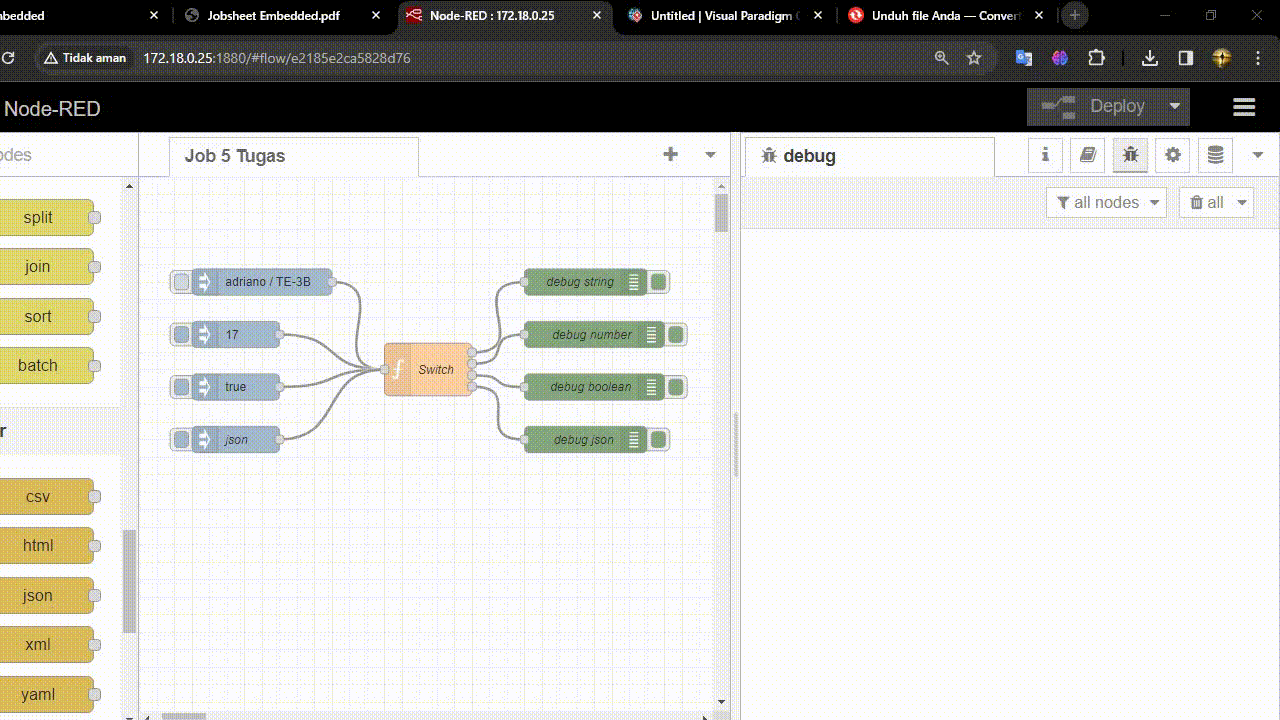 bedded
Jobsheet Embedded.pdf
Node-RED : 172.18.0.25
Untitled | Visual Paradigm
Unduh file Anda — Conver
Tidak aman
172.18.0.25:1880/#flow/e2185e2ca5828d76
Node-RED
Deploy
odes
Job 5 Tugas
debug
all nodes
all
split
join
sort
batch
r
csv
html
json
xml
yaml
adriano / TE-3B
17
true
json
Switch
debug string
debug number
debug boolean
debug json